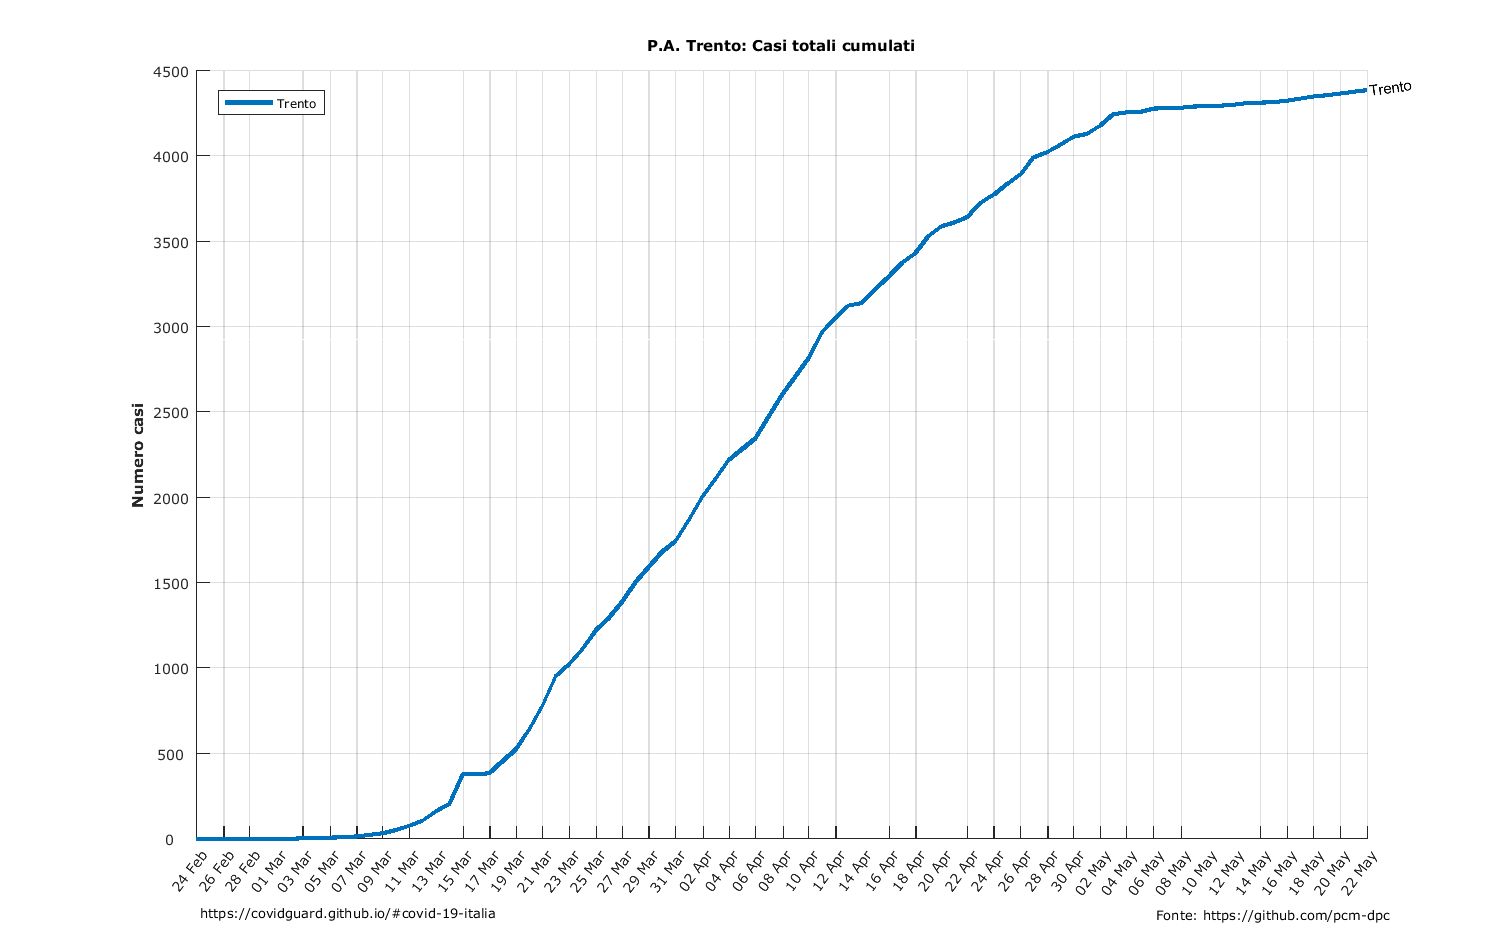 P.A. Trento: Casi totali cumulati
4500
4000
3500
3000
2500
2000
1500
1000
500
0
Numero casi
Trento
Trento
24 Feb
26 Feb
28 Feb
01 Mar
03 Mar
05 Mar
07 Mar
09 Mar
11 Mar
13 Mar
15 Mar
17 Mar
19 Mar
21 Mar
23 Mar
25 Mar
27 Mar
29 Mar
31 Mar
02 Apr
04 Apr
06 Apr
08 Apr
10 Apr
12 Apr
14 Apr
16 Apr
18 Apr
20 Apr
22 Apr
24 Apr
26 Apr
28 Apr
30 Apr
02 May
04 May
06 May
08 May
10 May
12 May
14 May
16 May
18 May
20 May
22 May
https://covidguard.github.io/#covid-19-italia
Fonte: https://github.com/pcm-dpc